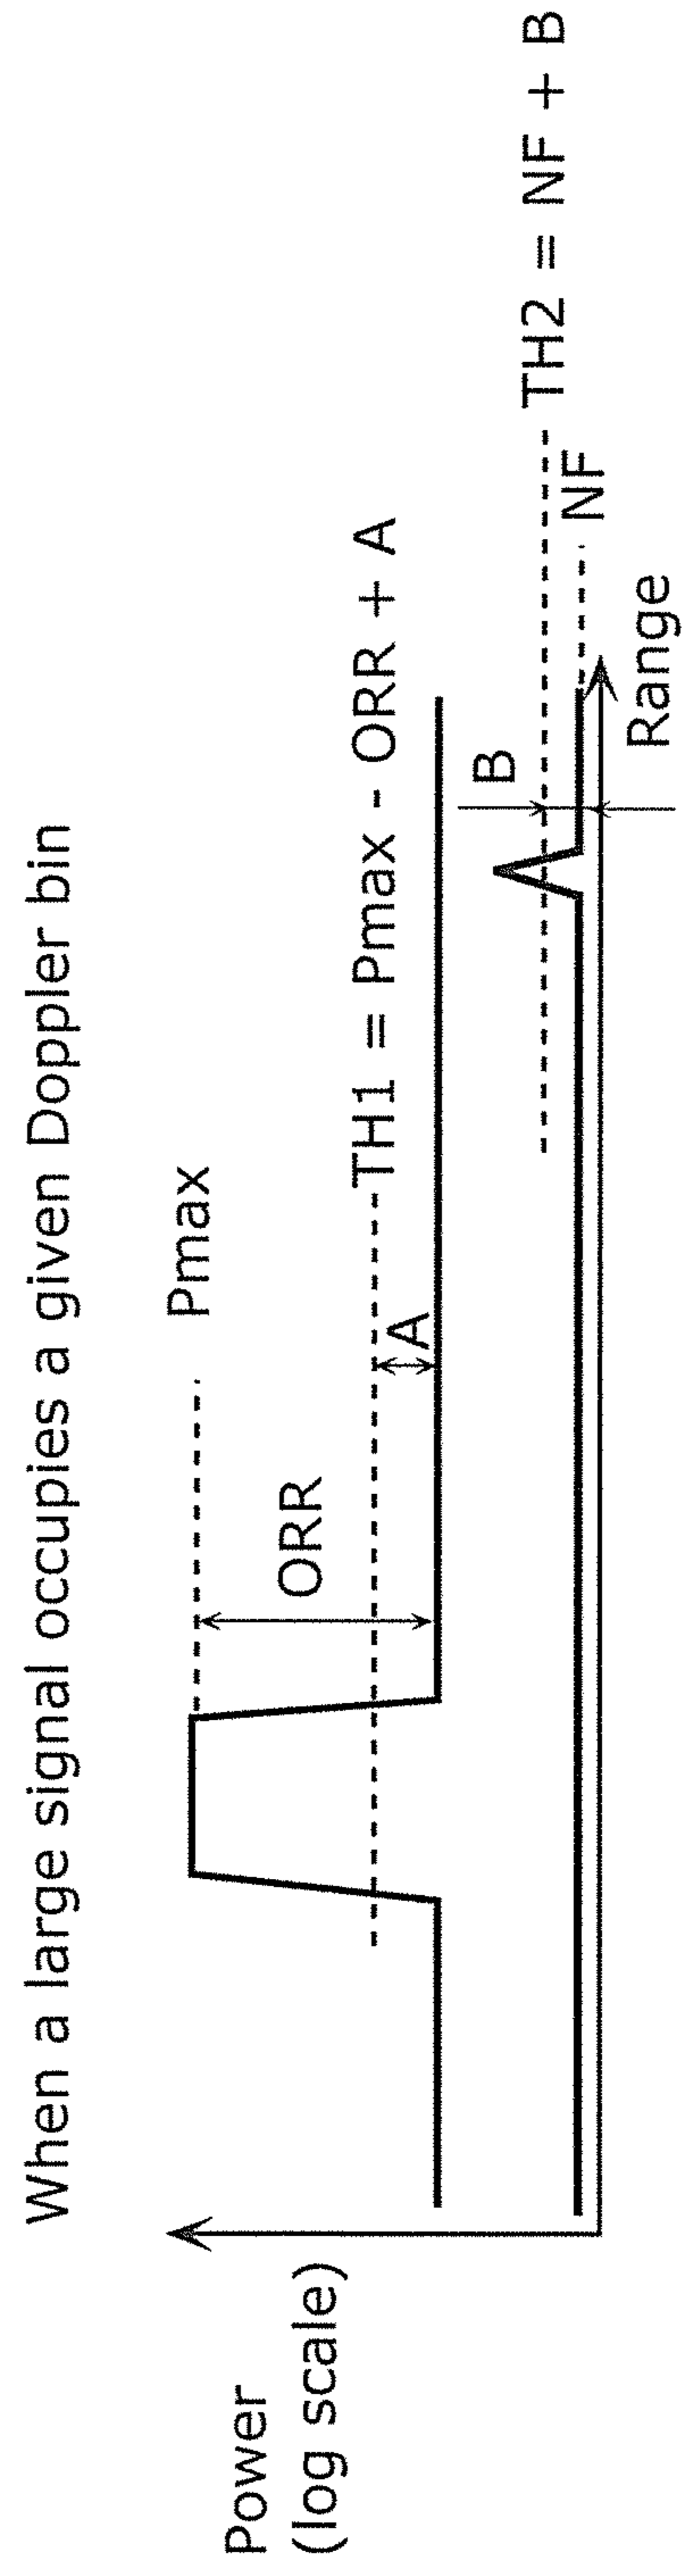 When a large signal occupies a given Doppler bin
Power
(log scale)
Pmax
ORR
TH1 = Pmax - ORR + A
A
B
TH2 = NF + B
NF
Range